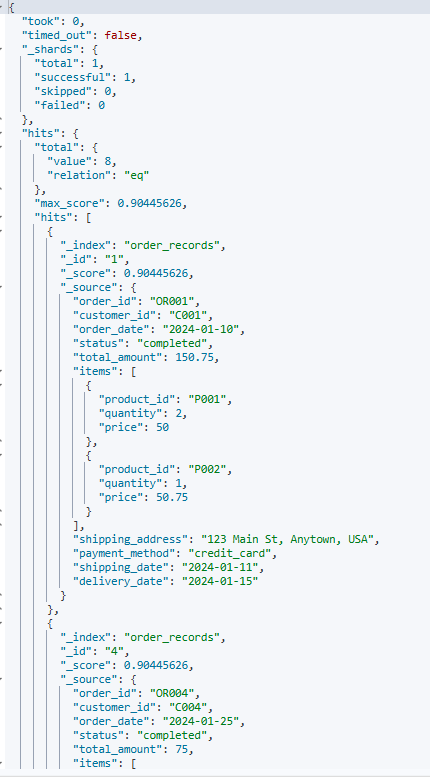 {
  "took": 0,
  "timed_out": false,
  "_shards": {
    "total": 1,
    "successful": 1,
    "skipped": 0,
    "failed": 0
  },
  "hits": {
    "total": {
      "value": 8,
      "relation": "eq"
    },
    "max_score": 0.90445626,
    "hits": [
      {
        "_index": "order_records",
        "_id": "1",
        "_score": 0.90445626,
        "_source": {
          "order_id": "OR001",
          "customer_id": "C001",
          "order_date": "2024-01-10",
          "status": "completed",
          "total_amount": 150.75,
          "items": [
            {
              "product_id": "P001",
              "quantity": 2,
              "price": 50
            },
            {
              "product_id": "P002",
              "quantity": 1,
              "price": 50.75
            }
          ],
          "shipping_address": "123 Main St, Anytown, USA",
          "payment_method": "credit_card",
          "shipping_date": "2024-01-11",
          "delivery_date": "2024-01-15"
        }
      },
      {
        "_index": "order_records",
        "_id": "4",
        "_score": 0.90445626,
        "_source": {
          "order_id": "OR004",
          "customer_id": "C004",
          "order_date": "2024-01-25",
          "status": "completed",
          "total_amount": 75,
          "items": [